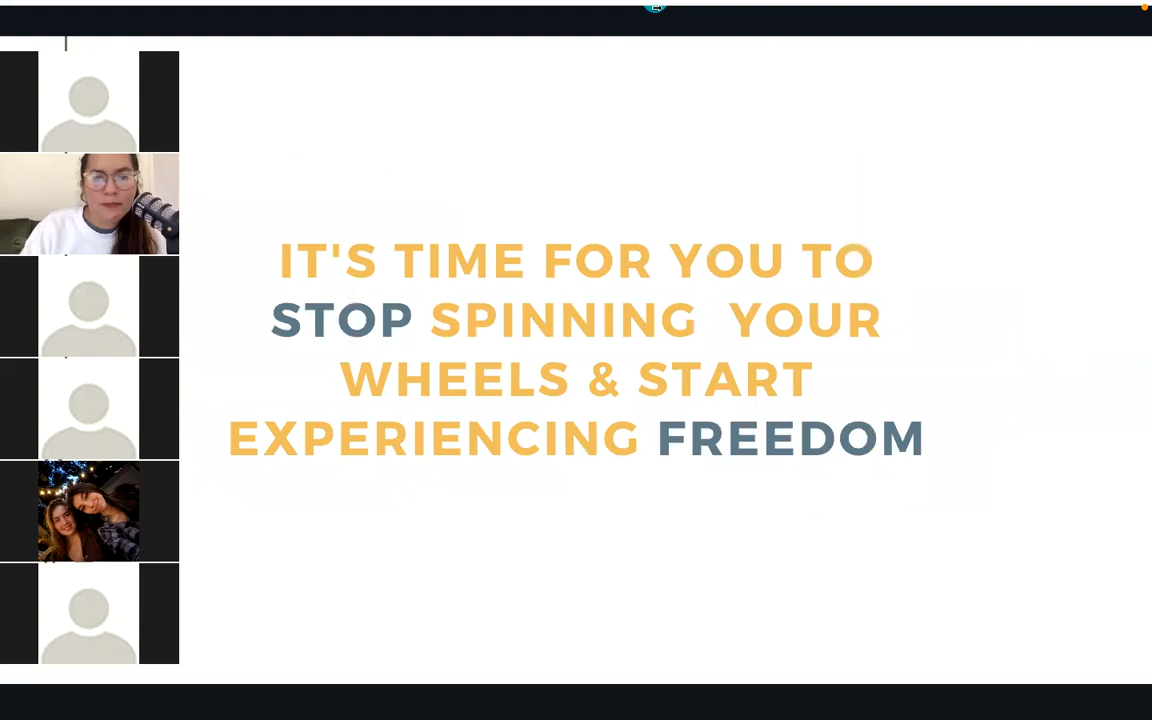 IT'S TIME FOR YOU TO
STOP SPINNING YOUR
WHEELS & START
EXPERIENCING FREEDOM